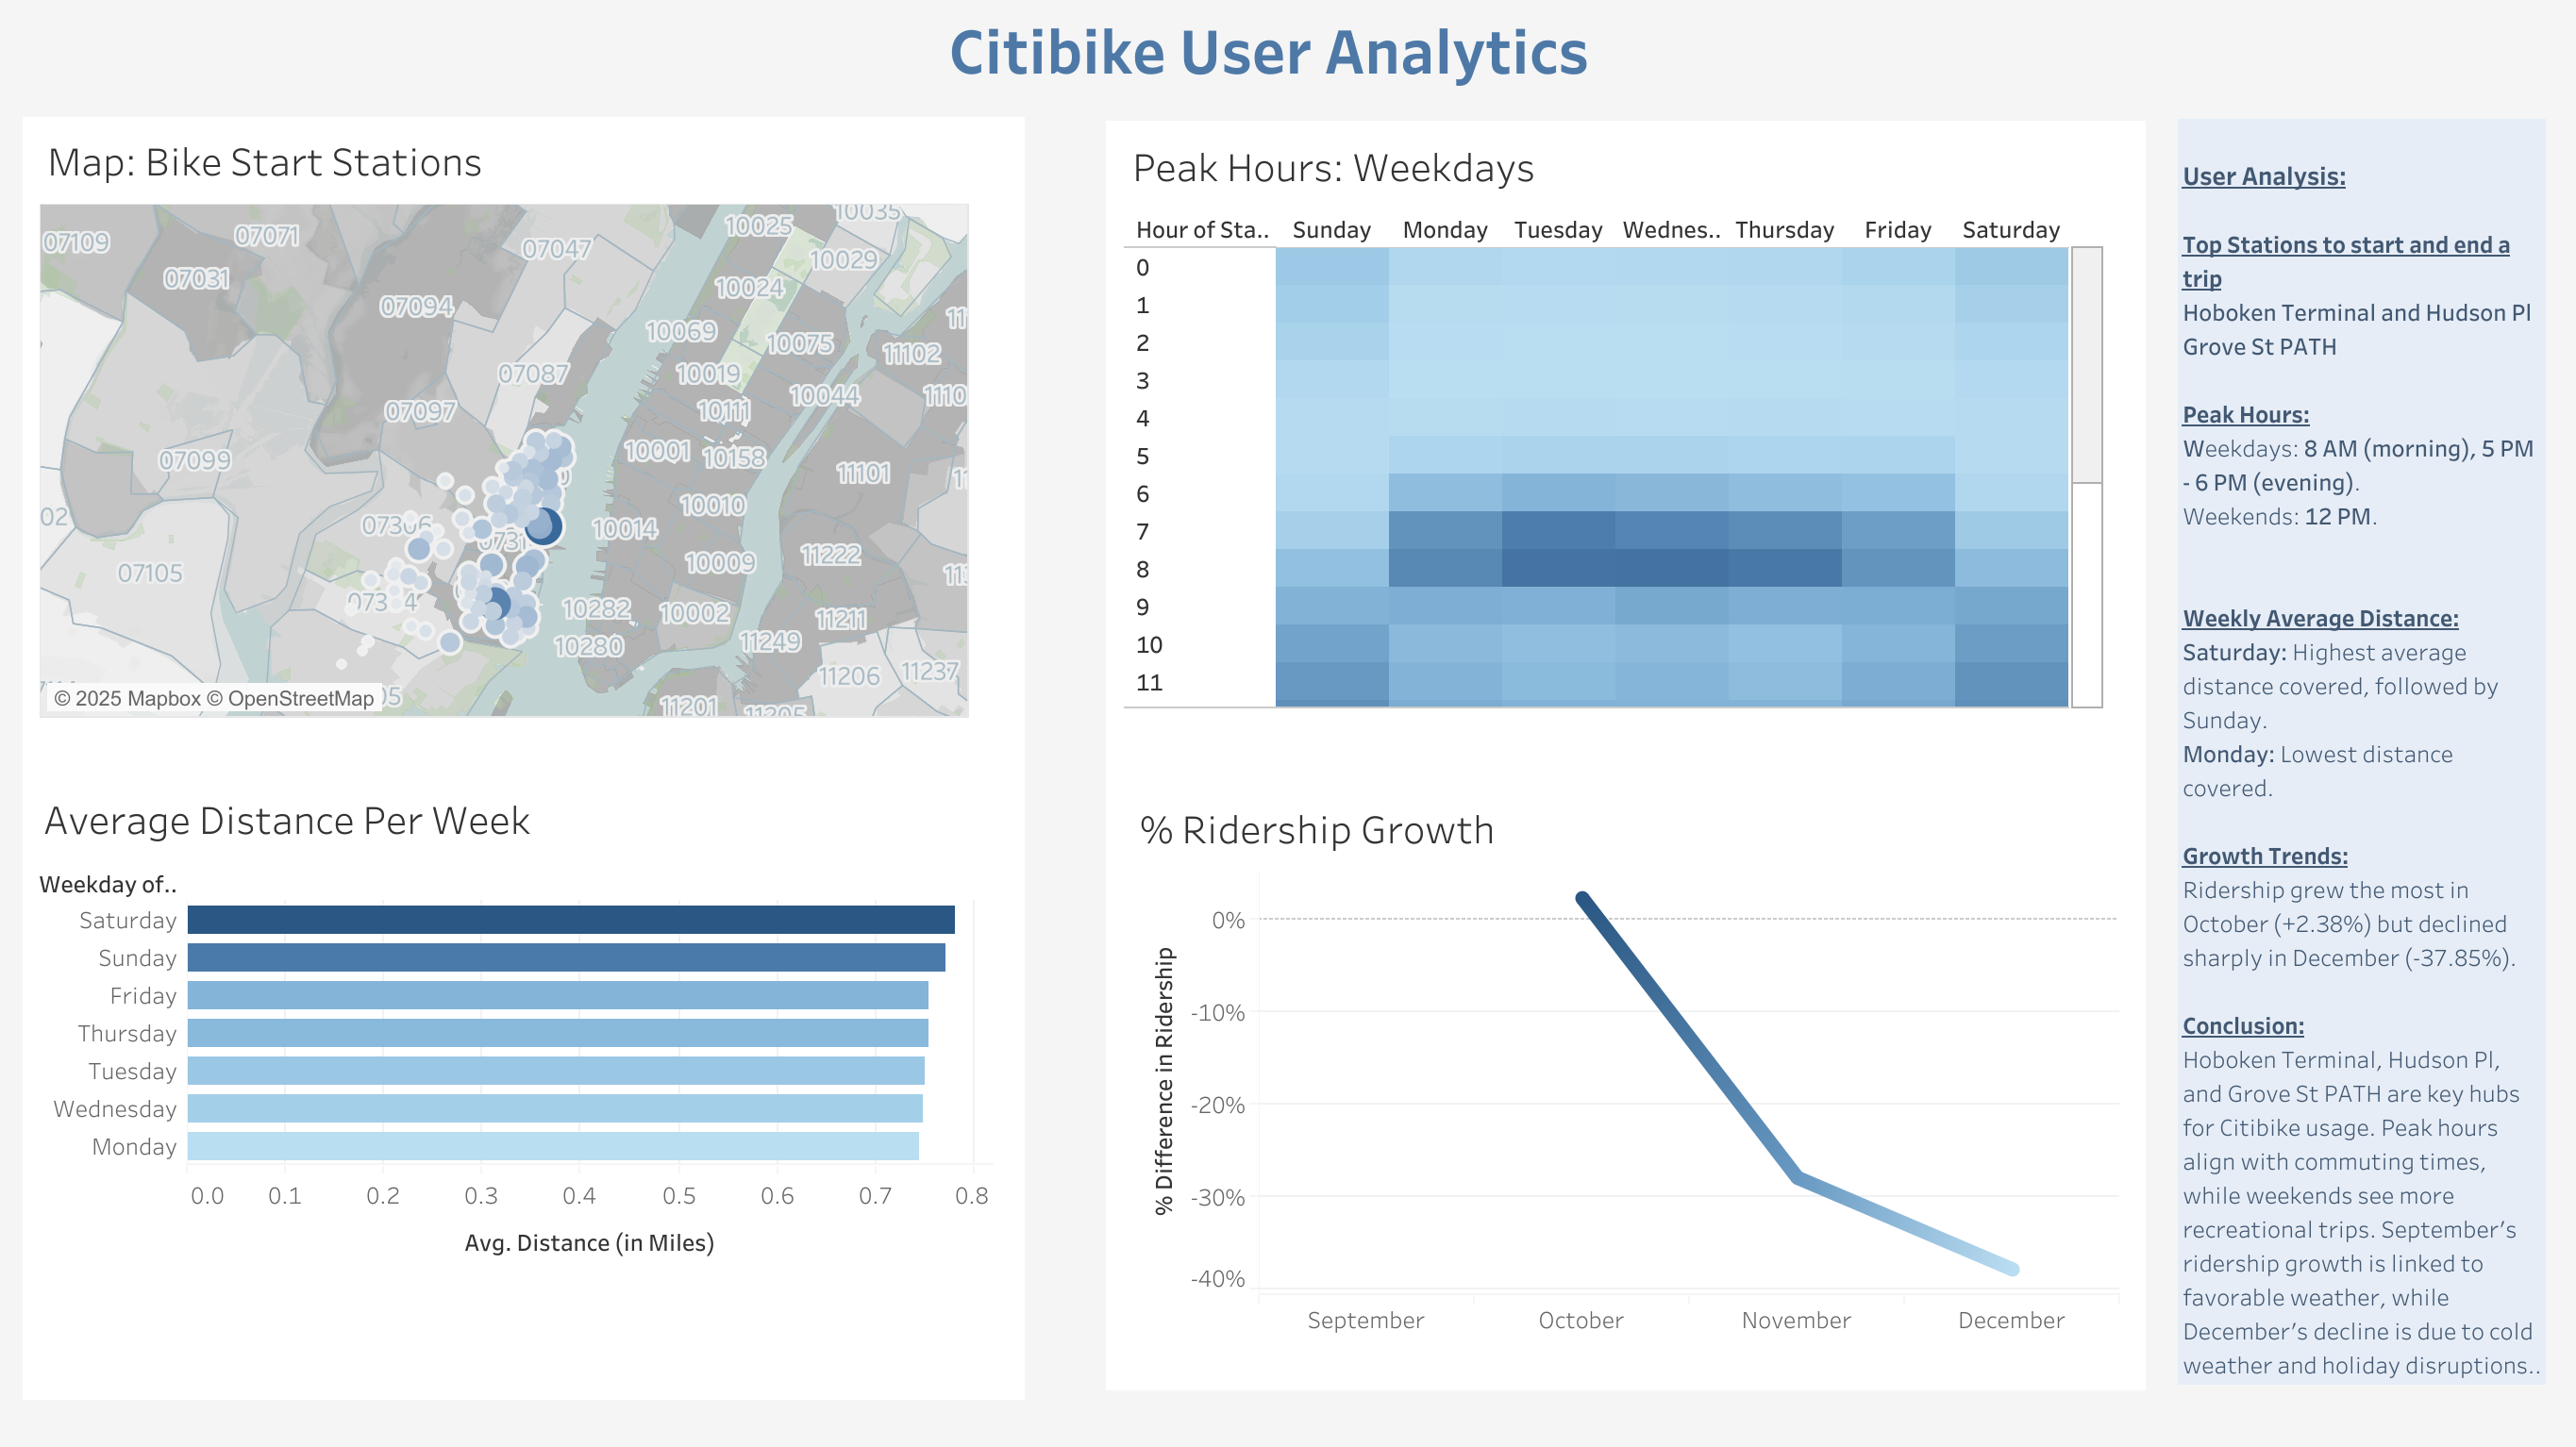 Citibike User Analytics
Map: Bike Start Stations
10035
07109
07071
07047
10025
10029
07031
10024
07094
10069
10075
11102
07087
10019
10044
07097
10111
07099
10001
10158
11101
10010
02
07306
10014
11222
07105
10009
10282
10002
11211
10280
11249
11206
11237
11201
© 2025 Mapbox © OpenStreetMap
05
Average Distance Per Week
Weekday of..
Saturday
Sunday
Friday
Thursday
Tuesday
Wednesday
Monday
0.0 0.1 0.2 0.3 0.4 0.5 0.6 0.7 0.8
Avg. Distance (in Miles)
Peak Hours: Weekdays
Hour of Sta.. Sunday Monday Tuesday Wednes.. Thursday Friday Saturday
0
1
2
3
4
5
6
7
8
9
10
11
% Ridership Growth
% Difference in Ridership
0%
-10%
-20%
-30%
-40%
September October November December
User Analysis:
Top Stations to start and end a
trip
Hoboken Terminal and Hudson Pl
Grove St PATH
Peak Hours:
Weekdays: 8 AM (morning), 5 PM
- 6 PM (evening).
Weekends: 12 PM.
Weekly Average Distance:
Saturday: Highest average
distance covered, followed by
Sunday.
Monday: Lowest distance
covered.
Growth Trends:
Ridership grew the most in
October (+2.38%) but declined
sharply in December (-37.85%).
Conclusion:
Hoboken Terminal, Hudson Pl,
and Grove St PATH are key hubs
for Citibike usage. Peak hours
align with commuting times,
while weekends see more
recreational trips. September’s
ridership growth is linked to
favorable weather, while
December’s decline is due to cold
weather and holiday disruptions..